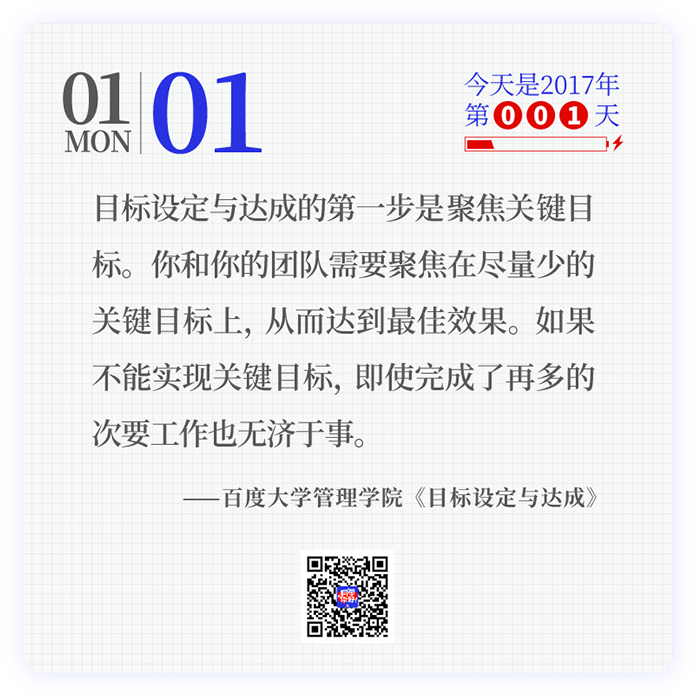 01
MON
01
今天是2017年
第001天
目标设定与达成的第一步是聚焦关键目
标。你和你的团队需要聚焦在尽量少的
关键目标上，从而达到最佳效果。如果
不能实现关键目标，即使完成了再多的
次要工作也无济于事。
——百度大学管理学院《目标设定与达成》